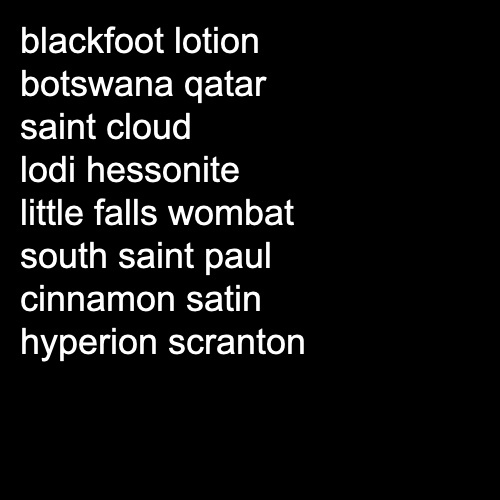 blackfoot lotion
botswana qatar
saint cloud
lodi hessonite
little falls wombat
south saint paul
cinnamon satin
hyperion scranton